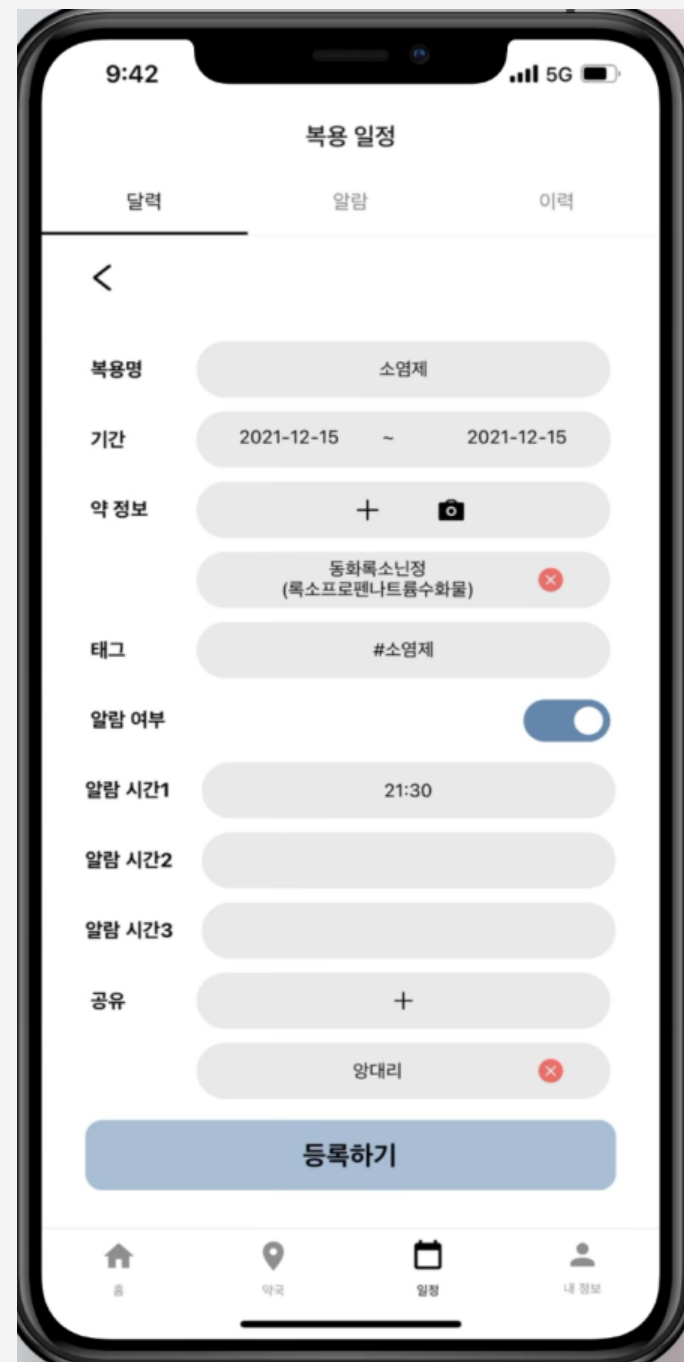 9:42
5G
복용 일정
달력 알람 이력
복용명 소염제
기간 2021-12-15 ~ 2021-12-15
약 정보 +
동화록소닌정
(록소프로펜나트륨수화물)
태그 #소염제
알람 여부
알람 시간1 21:30
알람 시간2
알람 시간3
공유 +
앙대리
등록하기
홈 약국 일정 내 정보